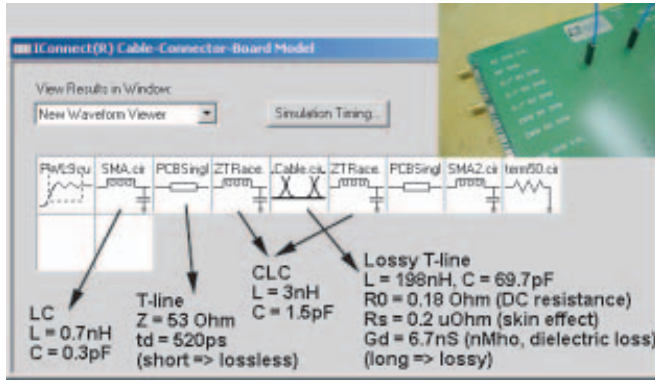 IConnect(R) Cable-Connector-Board Model
View Results in Window:
New Waveform Viewer
Simulation Timing...
SMA.cir PCBSingl ZTRace. .Cable.cir ZTRace. PCBSingl SMA2.cir term50.cir
LC
L = 0.7nH
C = 0.3pF
T-line
Z = 53 Ohm
td = 520ps
(short => lossless)
CLC
L = 3nH
C = 1.5pF
Lossy T-line
L = 198nH, C = 69.7pF
R0 = 0.18 Ohm (DC resistance)
Rs = 0.2 uOhm (skin effect)
Gd = 6.7nS (nMho, dielectric loss)
(long => lossy)